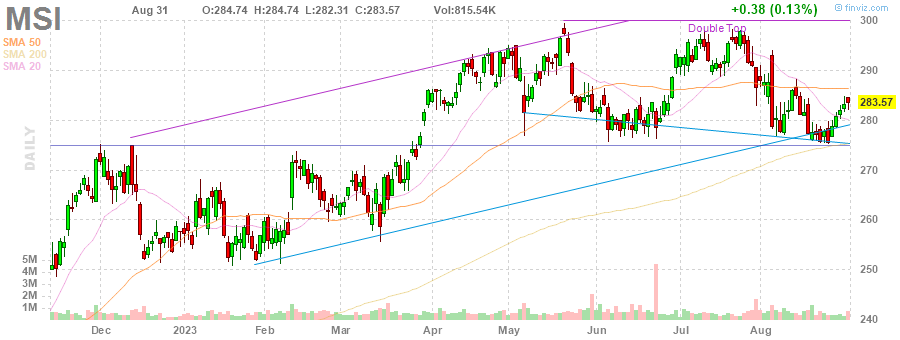 MSI
Aug 31 O:284.74 H:284.74 L:282.31 C:283.57 Vol:815.54K +0.38 (0.13%)
© finviz.com
SMA 50
SMA 200
SMA 20
Double Top
DAILY
300
290
283.57
280
270
260
250
240
5M
4M
3M
2M
1M
Dec 2023 Feb Mar Apr May Jun Jul Aug